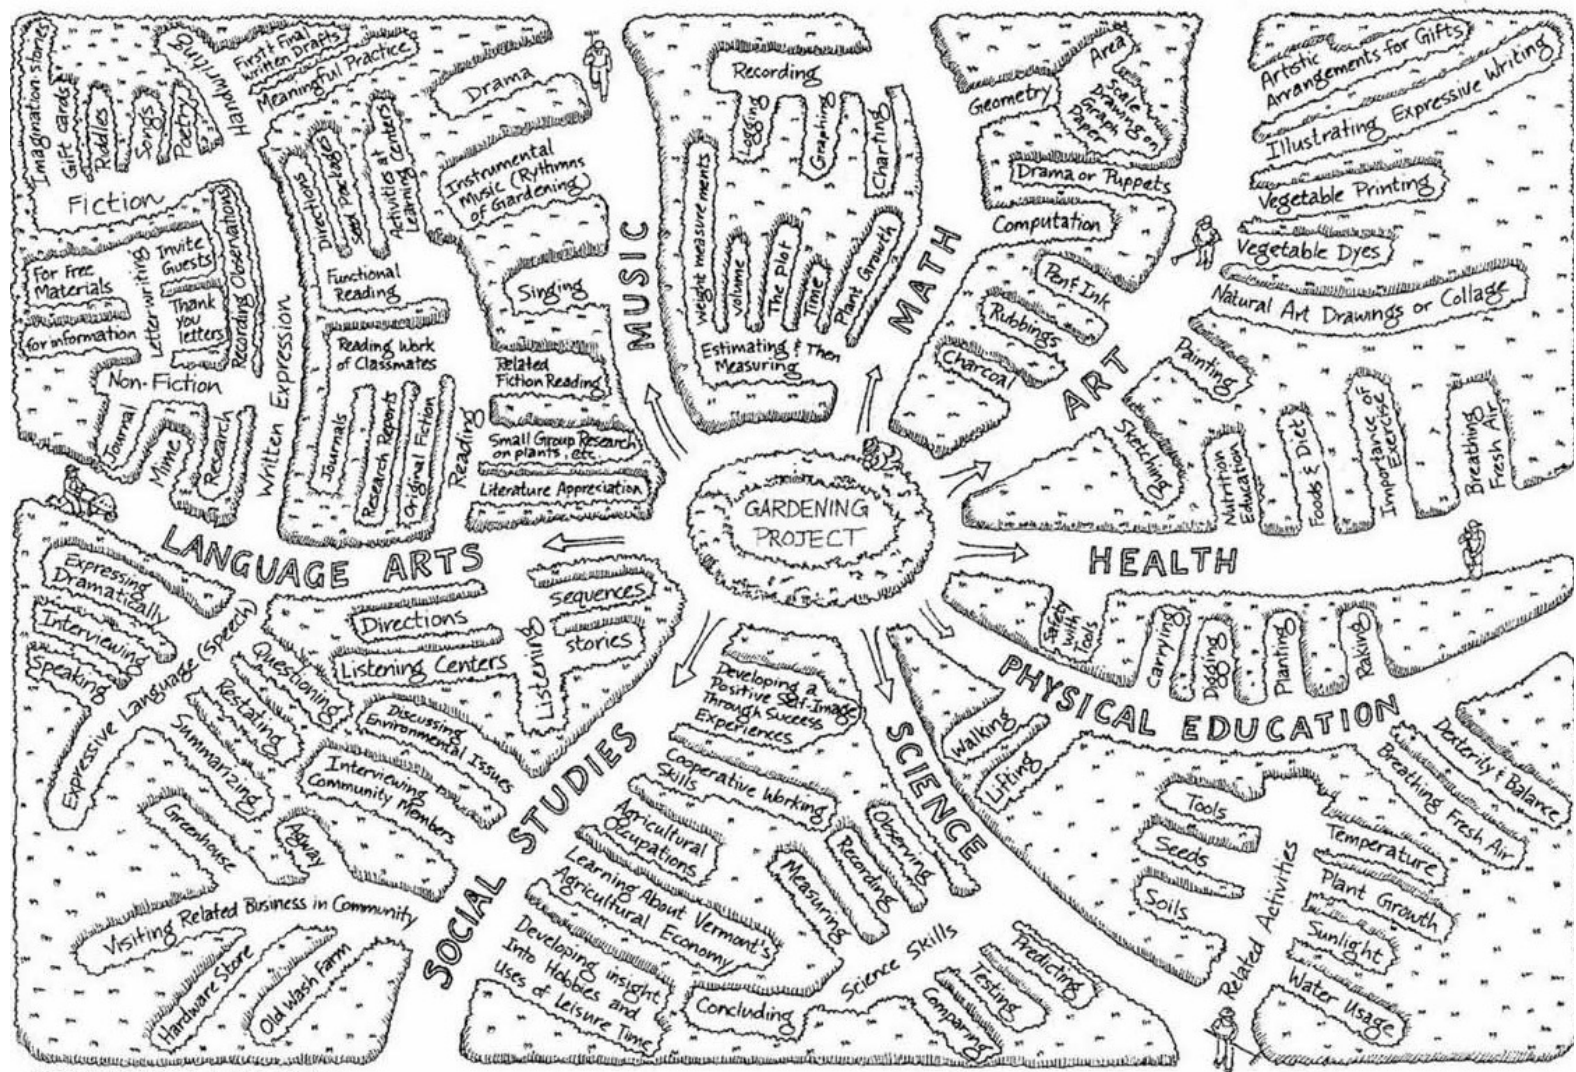 GARDENING
PROJECT
MUSIC
Drama
Instrumental
Music (Rythmns
of Gardening)
Singing
MATH
Recording
Logging
Graphing
Charting
Weight measurements
volume
The plot
Time
Plant Growth
Estimating & Then
Measuring
Geometry
Area
Scale
Drawing on
Graph
Paper
Computation
ART
Drama or Puppets
Pen & Ink
Rubbings
Charcoal
Artistic
Arrangements for Gifts
Illustrating Expressive Writing
Vegetable Printing
Vegetable Dyes
Natural Art Drawings or Collage
Painting
Sketching
HEALTH
Nutrition
Education
Foods & Diet
Importance of
Exercise
Breathing
Fresh Air
Safety
with
Tools
PHYSICAL EDUCATION
Carrying
Digging
Planting
Raking
Walking
Lifting
Dexterity & Balance
Breathing Fresh Air
SCIENCE
Observing
Recording
Measuring
Science Skills
Concluding
Predicting
Testing
Comparing
Related Activities
Tools
Seeds
Soils
Temperature
Plant Growth
Sunlight
Water Usage
SOCIAL STUDIES
Developing a
Positive Self-Image
Through Success
Experiences
Cooperative Working
Skills
Agricultural
Ocupations
Learning About Vermont's
Agricultural Economy
Developing insight
Into Hobbies and
Uses of Leisure Time
Discussing
Environmental Issues
Interviewing
Community Members
Visiting Related Business in Community
Greenhouse
Agway
Hardware Store
Old Wash Farm
LANGUAGE ARTS
Expressive Language (Speech)
Expressing
Dramatically
Interviewing
Speaking
Questioning
Restating
Summarizing
Listening
Directions
Listening Centers
sequences
stories
Reading
Related
Fiction Reading
Small Group Research
on plants, etc.
Literature Appreciation
Functional
Reading
Directions
Seed Packages
Activities at
Learning Centers
Reading Work
of Classmates
Journals
Research Reports
Original Fiction
Written Expression
Handwriting
First & Final
written Drafts
Meaningful Practice
Fiction
Imagination stories
Gift cards
Riddles
Songs
Poetry
Non-Fiction
Letterwriting
For Free
Materials
for information
Invite
Guests
Thank
you
letters
Recording Observations
Journal
Mime
Research